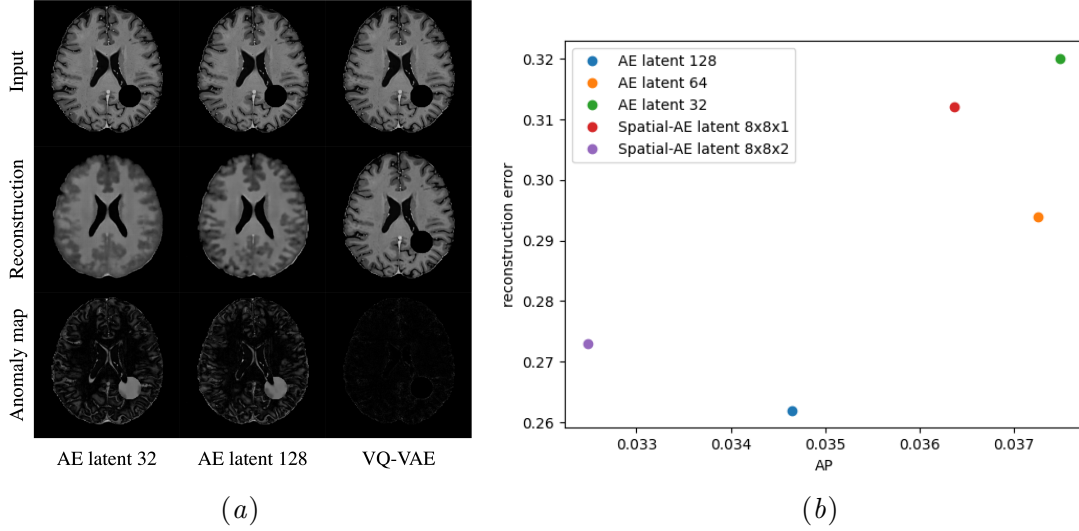 Input
Reconstruction
Anomaly map
AE latent 32
AE latent 128
VQ-VAE
(a)
AE latent 128
AE latent 64
AE latent 32
Spatial-AE latent 8x8x1
Spatial-AE latent 8x8x2
reconstruction error
0.32
0.31
0.30
0.29
0.28
0.27
0.26
0.033
0.034
0.035
0.036
0.037
AP
(b)